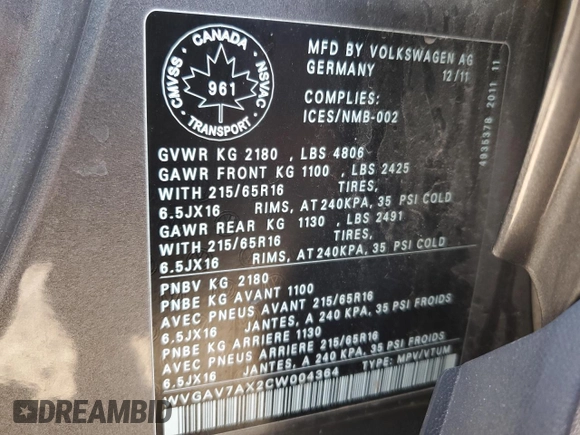 CANADA
CMVSS
NSVAC
961
TRANSPORT
MFD BY VOLKSWAGEN AG
GERMANY 12/11
COMPLIES:
ICES/NMB-002
4935378 2011 11
GVWR KG 2180 , LBS 4806
GAWR FRONT KG 1100 , LBS 2425
WITH 215/65R16 TIRES,
6.5JX16 RIMS, AT 240KPA, 35 PSI COLD
GAWR REAR KG 1130 , LBS 2491
WITH 215/65R16 TIRES,
6.5JX16 RIMS, AT 240KPA, 35 PSI COLD
PNBV KG 2180
PNBE KG AVANT 1100
AVEC PNEUS AVANT 215/65R16
6.5JX16 JANTES, A 240 KPA, 35 PSI FROIDS
PNBE KG ARRIERE 1130
AVEC PNEUS ARRIERE 215/65R16
6.5JX16 JANTES, A 240 KPA, 35 PSI FROIDS
WVGAV7AX2CW004364 TYPE: MPV/VTUM
DREAMBID DREAMBID